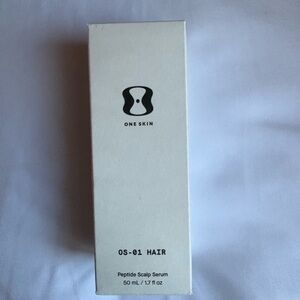 ONE SKIN
OS-01 HAIR
Peptide Scalp Serum
50 mL / 1.7 fl oz